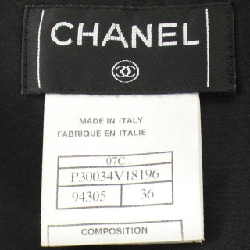 CHANEL
MADE IN ITALY
FABRIQUE EN ITALIE
07C
P30034V18196
94305 36
COMPOSITION